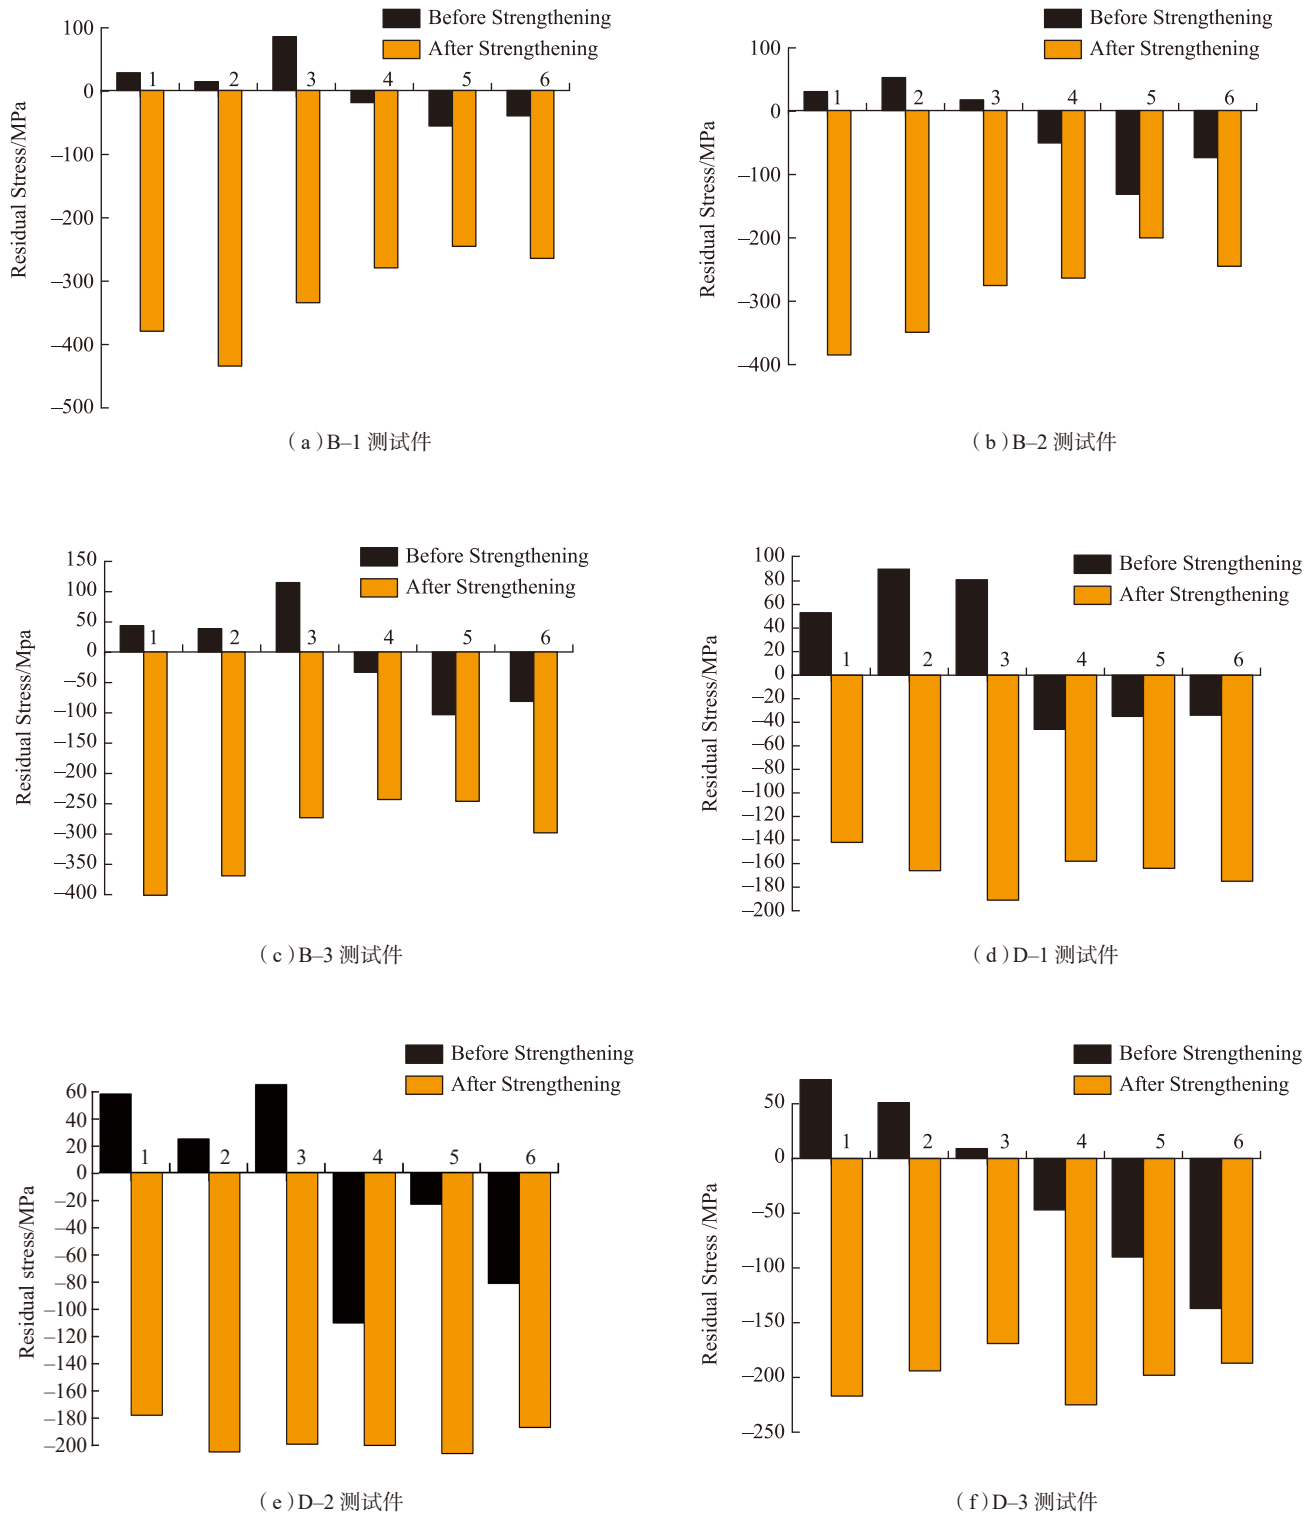 Before Strengthening
After Strengthening
100
0
–100
–200
–300
–400
–500
Residual Stress/MPa
1 2 3 4 5 6
（a）B–1 测试件
Before Strengthening
After Strengthening
100
0
–100
–200
–300
–400
Residual Stress/MPa
1 2 3 4 5 6
（b）B–2 测试件
Before Strengthening
After Strengthening
150
100
50
0
–50
–100
–150
–200
–250
–300
–350
–400
Residual Stress/Mpa
1 2 3 4 5 6
（c）B–3 测试件
Before Strengthening
After Strengthening
100
80
60
40
20
0
–20
–40
–60
–80
–100
–120
–140
–160
–180
–200
Residual Stress/MPa
1 2 3 4 5 6
（d）D–1 测试件
Before Strengthening
After Strengthening
60
40
20
0
–20
–40
–60
–80
–100
–120
–140
–160
–180
–200
Residual stress/MPa
1 2 3 4 5 6
（e）D–2 测试件
Before Strengthening
After Strengthening
50
0
–50
–100
–150
–200
–250
Residual Stress /MPa
1 2 3 4 5 6
（f）D–3 测试件